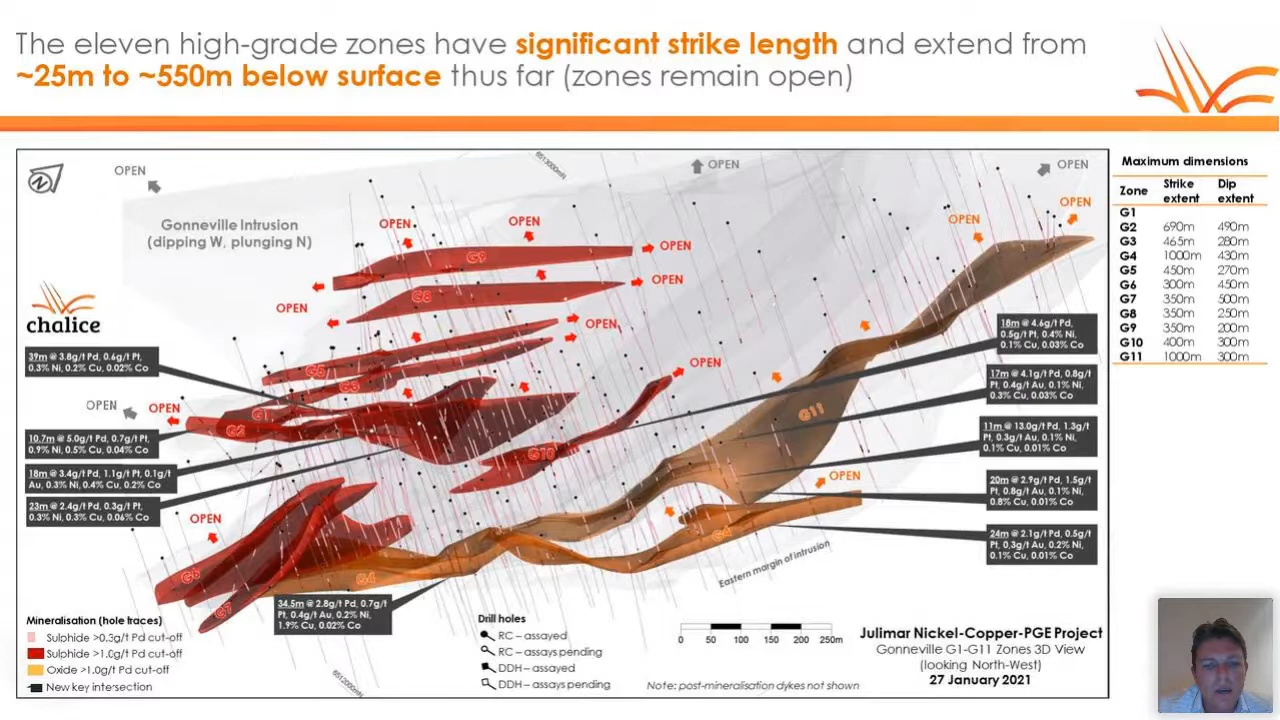 The eleven high-grade zones have significant strike length and extend from
~25m to ~550m below surface thus far (zones remain open)
OPEN
Gonneville Intrusion
(dipping W, plunging N)
OPEN
OPEN
OPEN
OPEN
OPEN
OPEN
OPEN
G9
OPEN
OPEN
G8
OPEN
chalice
OPEN
OPEN
39m @ 3.8g/t Pd, 0.6g/t Pt,
0.3% Ni, 0.2% Cu, 0.02% Co
G3
G1
G2
OPEN
OPEN
10.7m @ 5.0g/t Pd, 0.7g/t Pt,
0.9% Ni, 0.5% Cu, 0.04% Co
18m @ 3.4g/t Pd, 1.1g/t Pt, 0.1g/t
Au, 0.3% Ni, 0.4% Cu, 0.2% Co
23m @ 2.4g/t Pd, 0.3g/t Pt,
0.3% Ni, 0.3% Cu, 0.06% Co
G10
G11
18m @ 4.6g/t Pd,
0.5g/t Pt, 0.4% Ni,
0.1% Cu, 0.03% Co
17m @ 4.1g/t Pd, 0.8g/t
Pt, 0.4g/t Au, 0.1% Ni,
0.3% Cu, 0.03% Co
11m @ 13.0g/t Pd, 1.3g/t
Pt, 0.3g/t Au, 0.1% Ni,
0.1% Cu, 0.01% Co
20m @ 2.9g/t Pd, 1.5g/t
Pt, 0.8g/t Au, 0.1% Ni,
0.8% Cu, 0.01% Co
24m @ 2.1g/t Pd, 0.5g/t
Pt, 0.3g/t Au, 0.2% Ni,
0.1% Cu, 0.01% Co
OPEN
OPEN
G6
G7
G4
G4
Eastern margin of intrusion
34.5m @ 2.8g/t Pd, 0.7g/t
Pt, 0.4g/t Au, 0.2% Ni,
1.9% Cu, 0.02% Co
Mineralisation (hole traces)
Sulphide >0.3g/t Pd cut-off
Sulphide >1.0g/t Pd cut-off
Oxide >1.0g/t Pd cut-off
New key intersection
Drill holes
RC – assayed
RC – assays pending
DDH – assayed
DDH – assays pending
0 50 100 150 200 250m
Note: post-mineralisation dykes not shown
Julimar Nickel-Copper-PGE Project
Gonneville G1-G11 Zones 3D View
(looking North-West)
27 January 2021
Maximum dimensions
Zone Strike extent Dip extent
G1
G2 690m 490m
G3 465m 280m
G4 1000m 430m
G5 450m 270m
G6 300m 450m
G7 350m 500m
G8 350m 250m
G9 350m 200m
G10 400m 300m
G11 1000m 300m